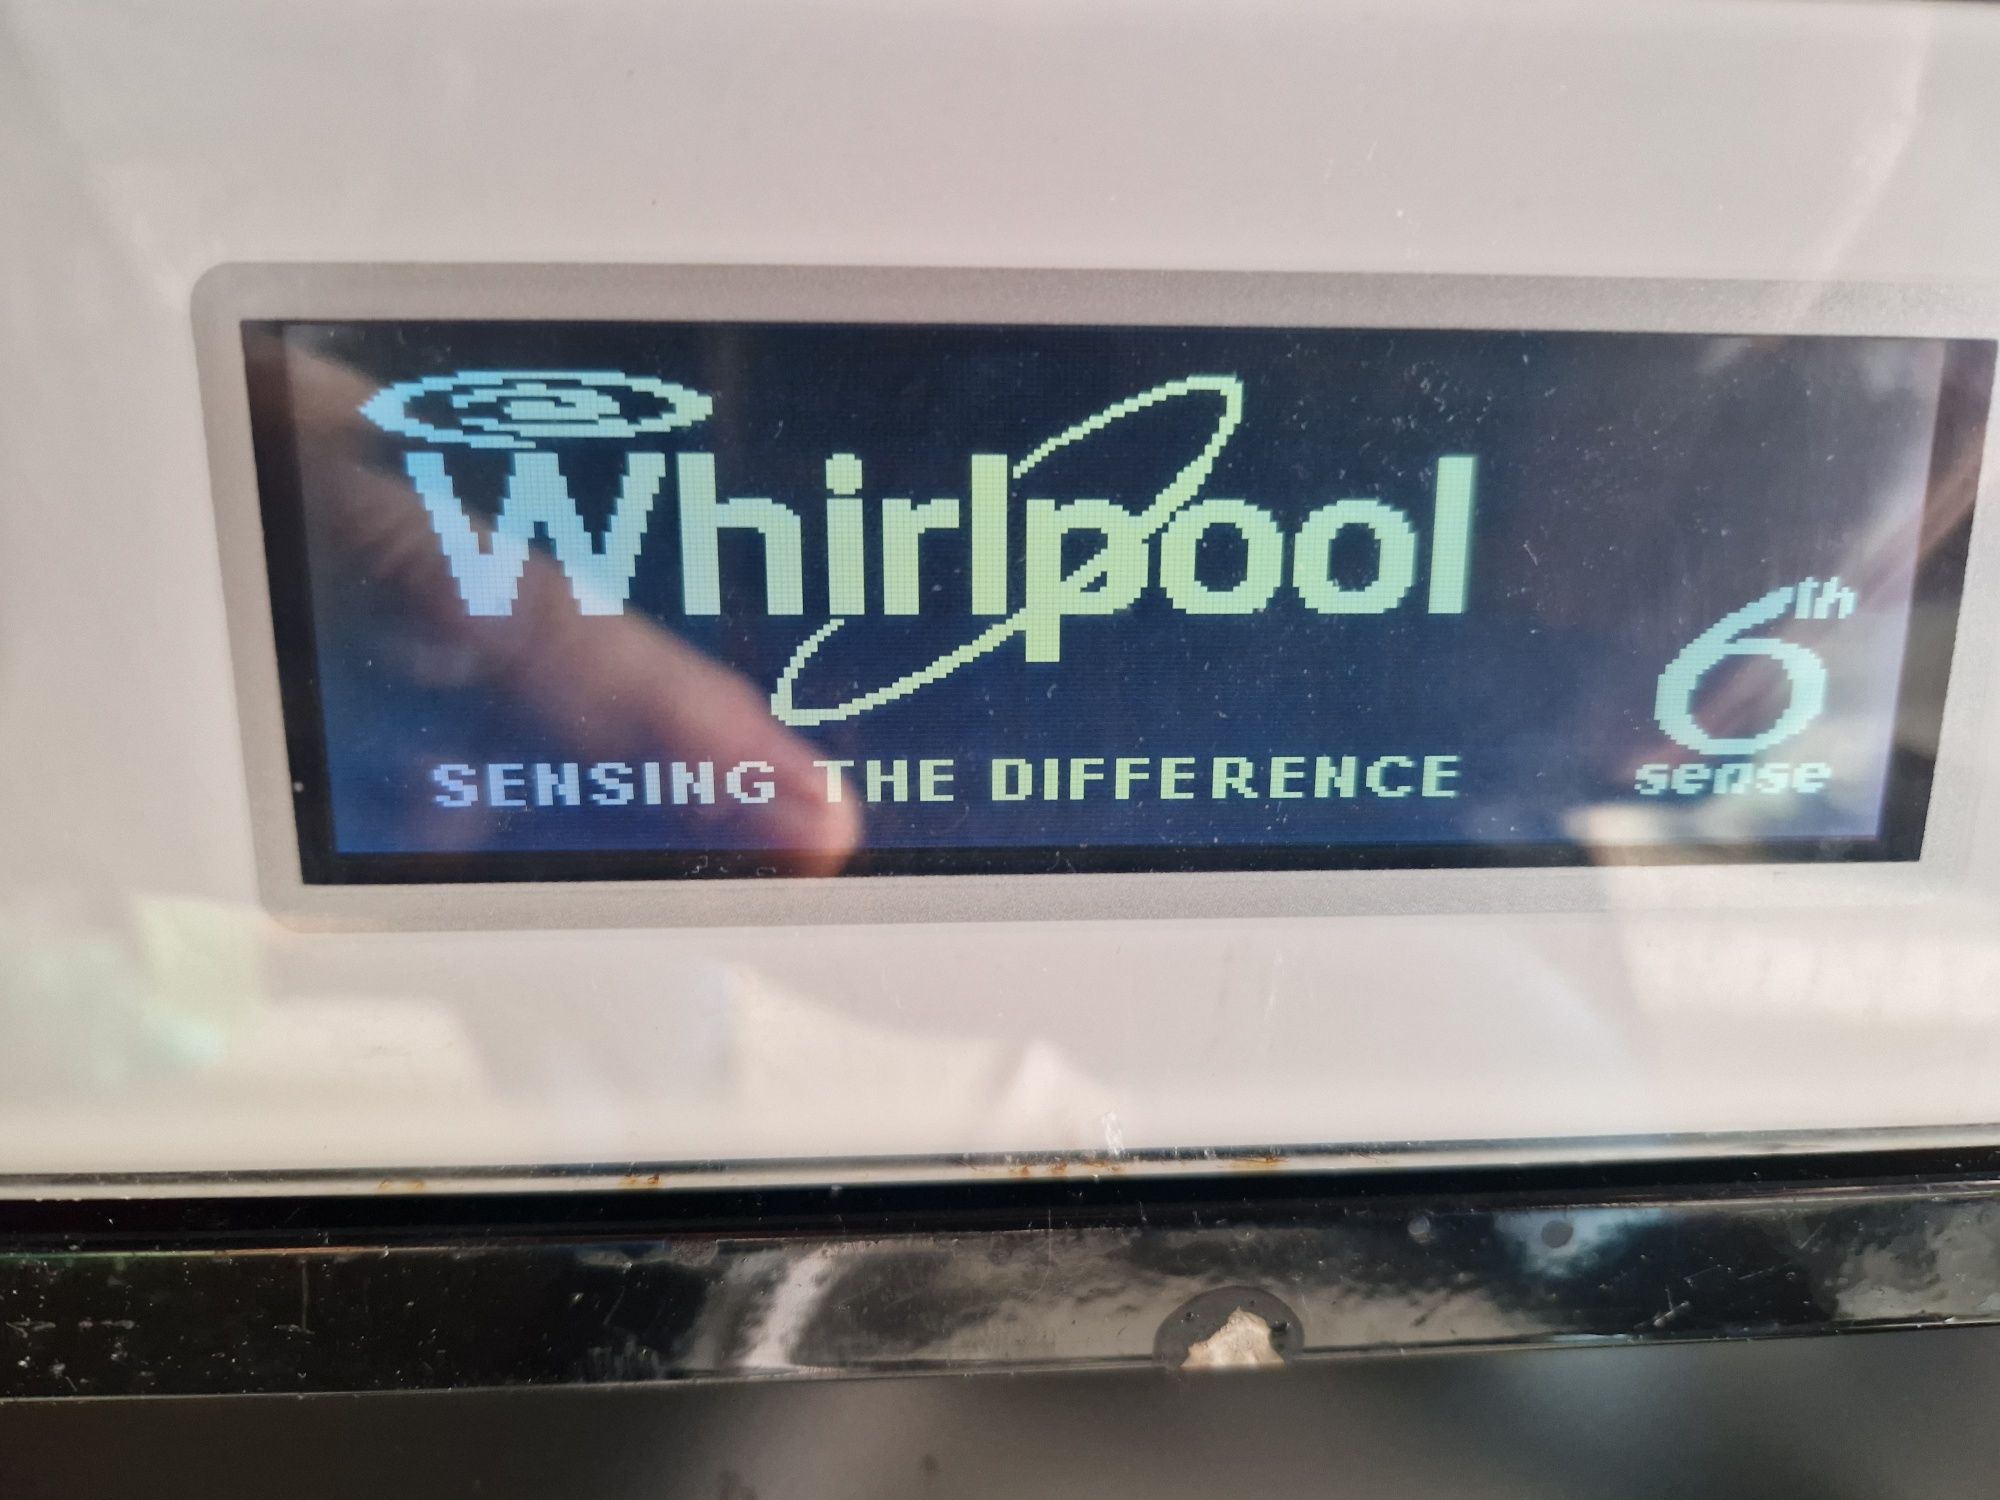 Whirlpool
SENSING THE DIFFERENCE
6th
sense